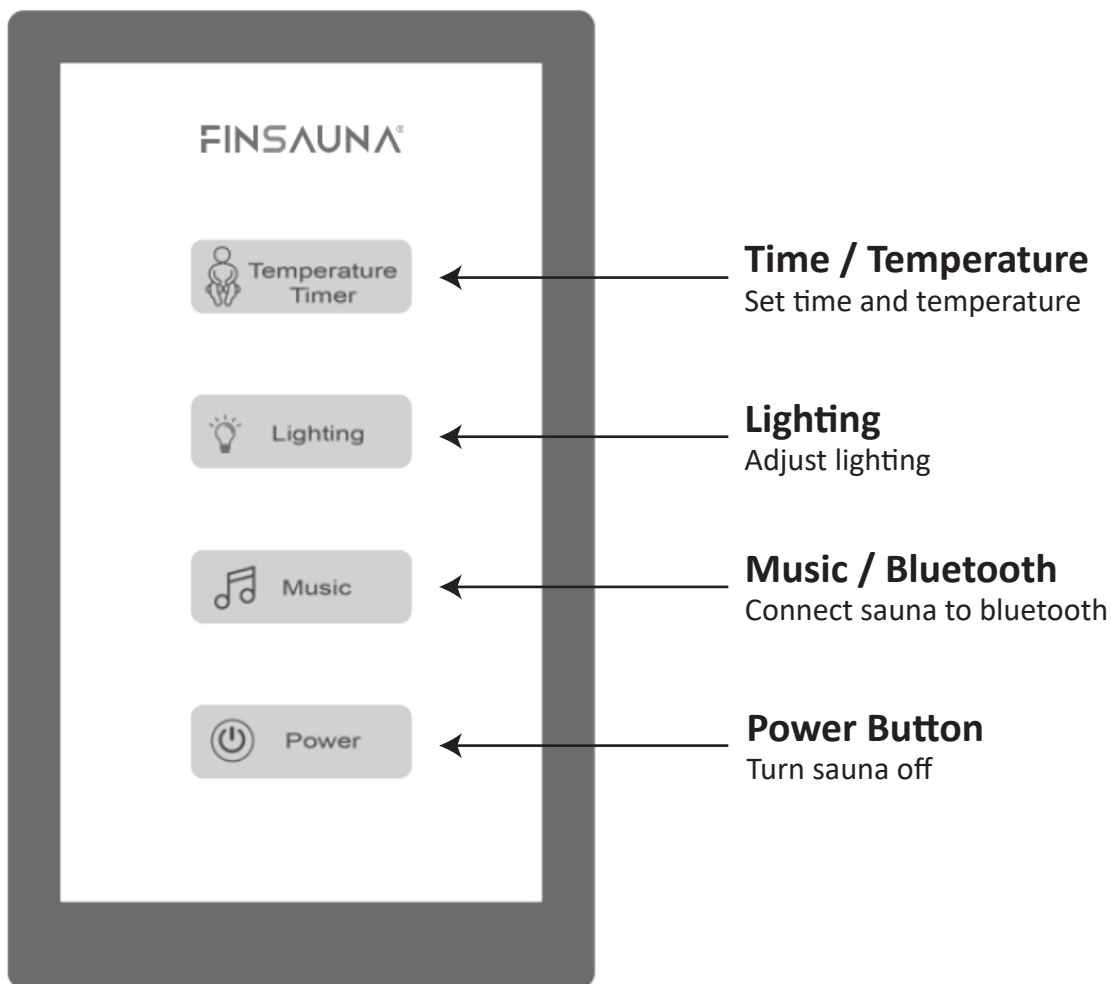 FINSAUNA®
Temperature
Timer
Time / Temperature
Set time and temperature
Lighting
Lighting
Adjust lighting
Music
Music / Bluetooth
Connect sauna to bluetooth
Power
Power Button
Turn sauna off